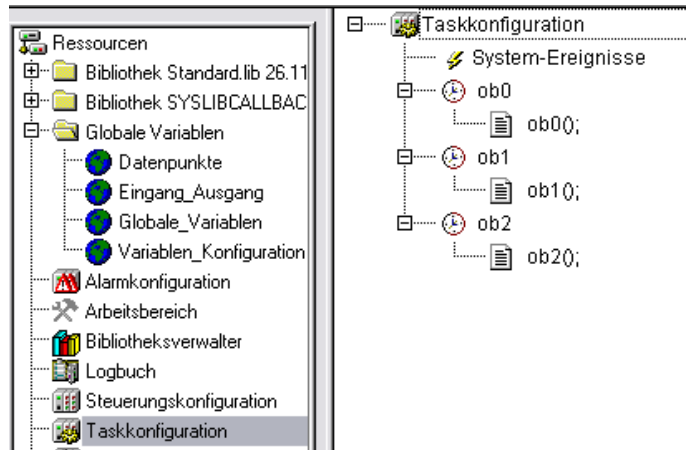 Ressourcen
Bibliothek Standard.lib 26.11
Bibliothek SYSLIBCALLBAC
Globale Variablen
Datenpunkte
Eingang_Ausgang
Globale_Variablen
Variablen_Konfiguration
Alarmkonfiguration
Arbeitsbereich
Bibliotheksverwalter
Logbuch
Steuerungskonfiguration
Taskkonfiguration
Taskkonfiguration
System-Ereignisse
ob0
ob0();
ob1
ob1();
ob2
ob2();